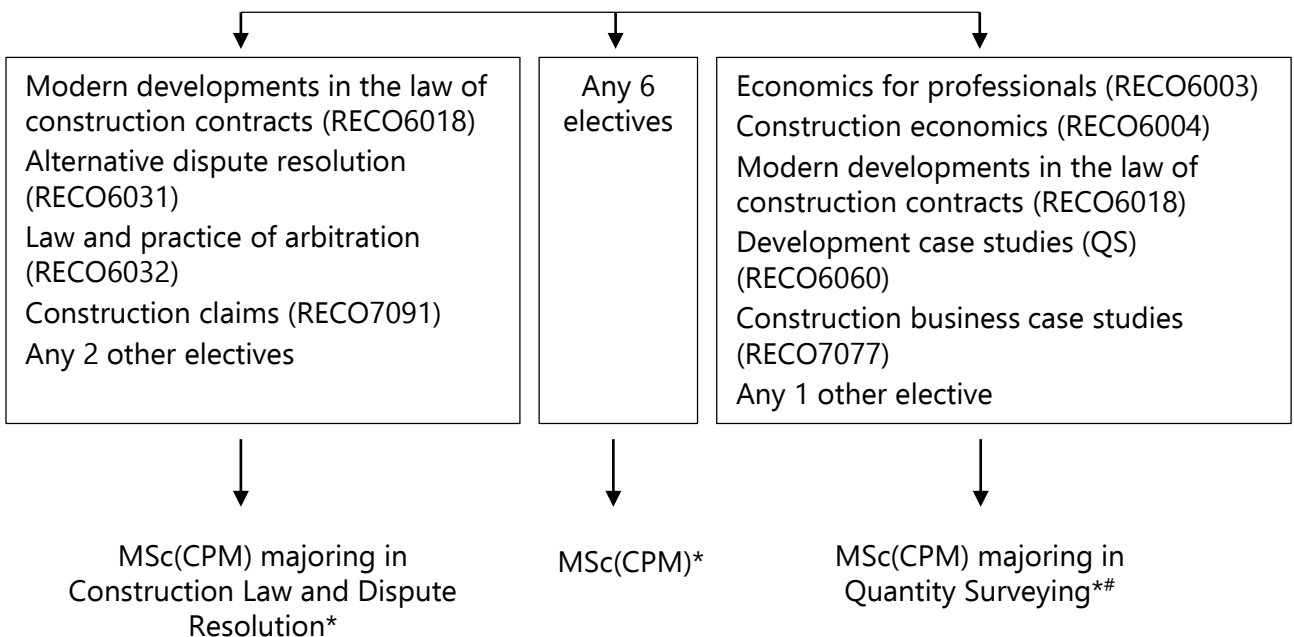 Modern developments in the law of
construction contracts (RECO6018)
Alternative dispute resolution
(RECO6031)
Law and practice of arbitration
(RECO6032)
Construction claims (RECO7091)
Any 2 other electives
Any 6
electives
Economics for professionals (RECO6003)
Construction economics (RECO6004)
Modern developments in the law of
construction contracts (RECO6018)
Development case studies (QS)
(RECO6060)
Construction business case studies
(RECO7077)
Any 1 other elective
MSc(CPM) majoring in
Construction Law and Dispute
Resolution*
MSc(CPM)*
MSc(CPM) majoring in
Quantity Surveying*#